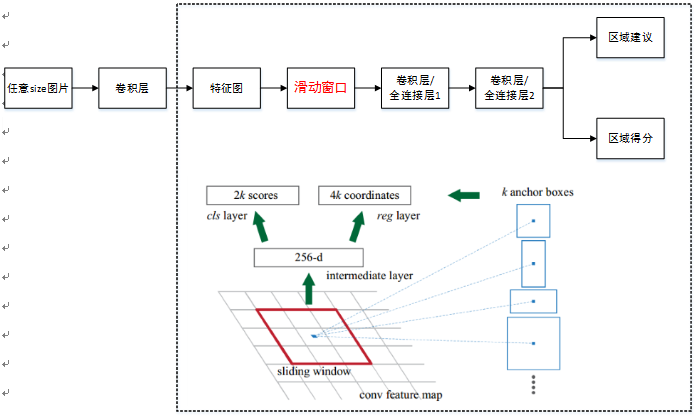 任意size图片
卷积层
特征图
滑动窗口
卷积层/
全连接层1
卷积层/
全连接层2
区域建议
区域得分
2k scores
4k coordinates
k anchor boxes
cls layer
reg layer
256-d
intermediate layer
sliding window
conv feature map